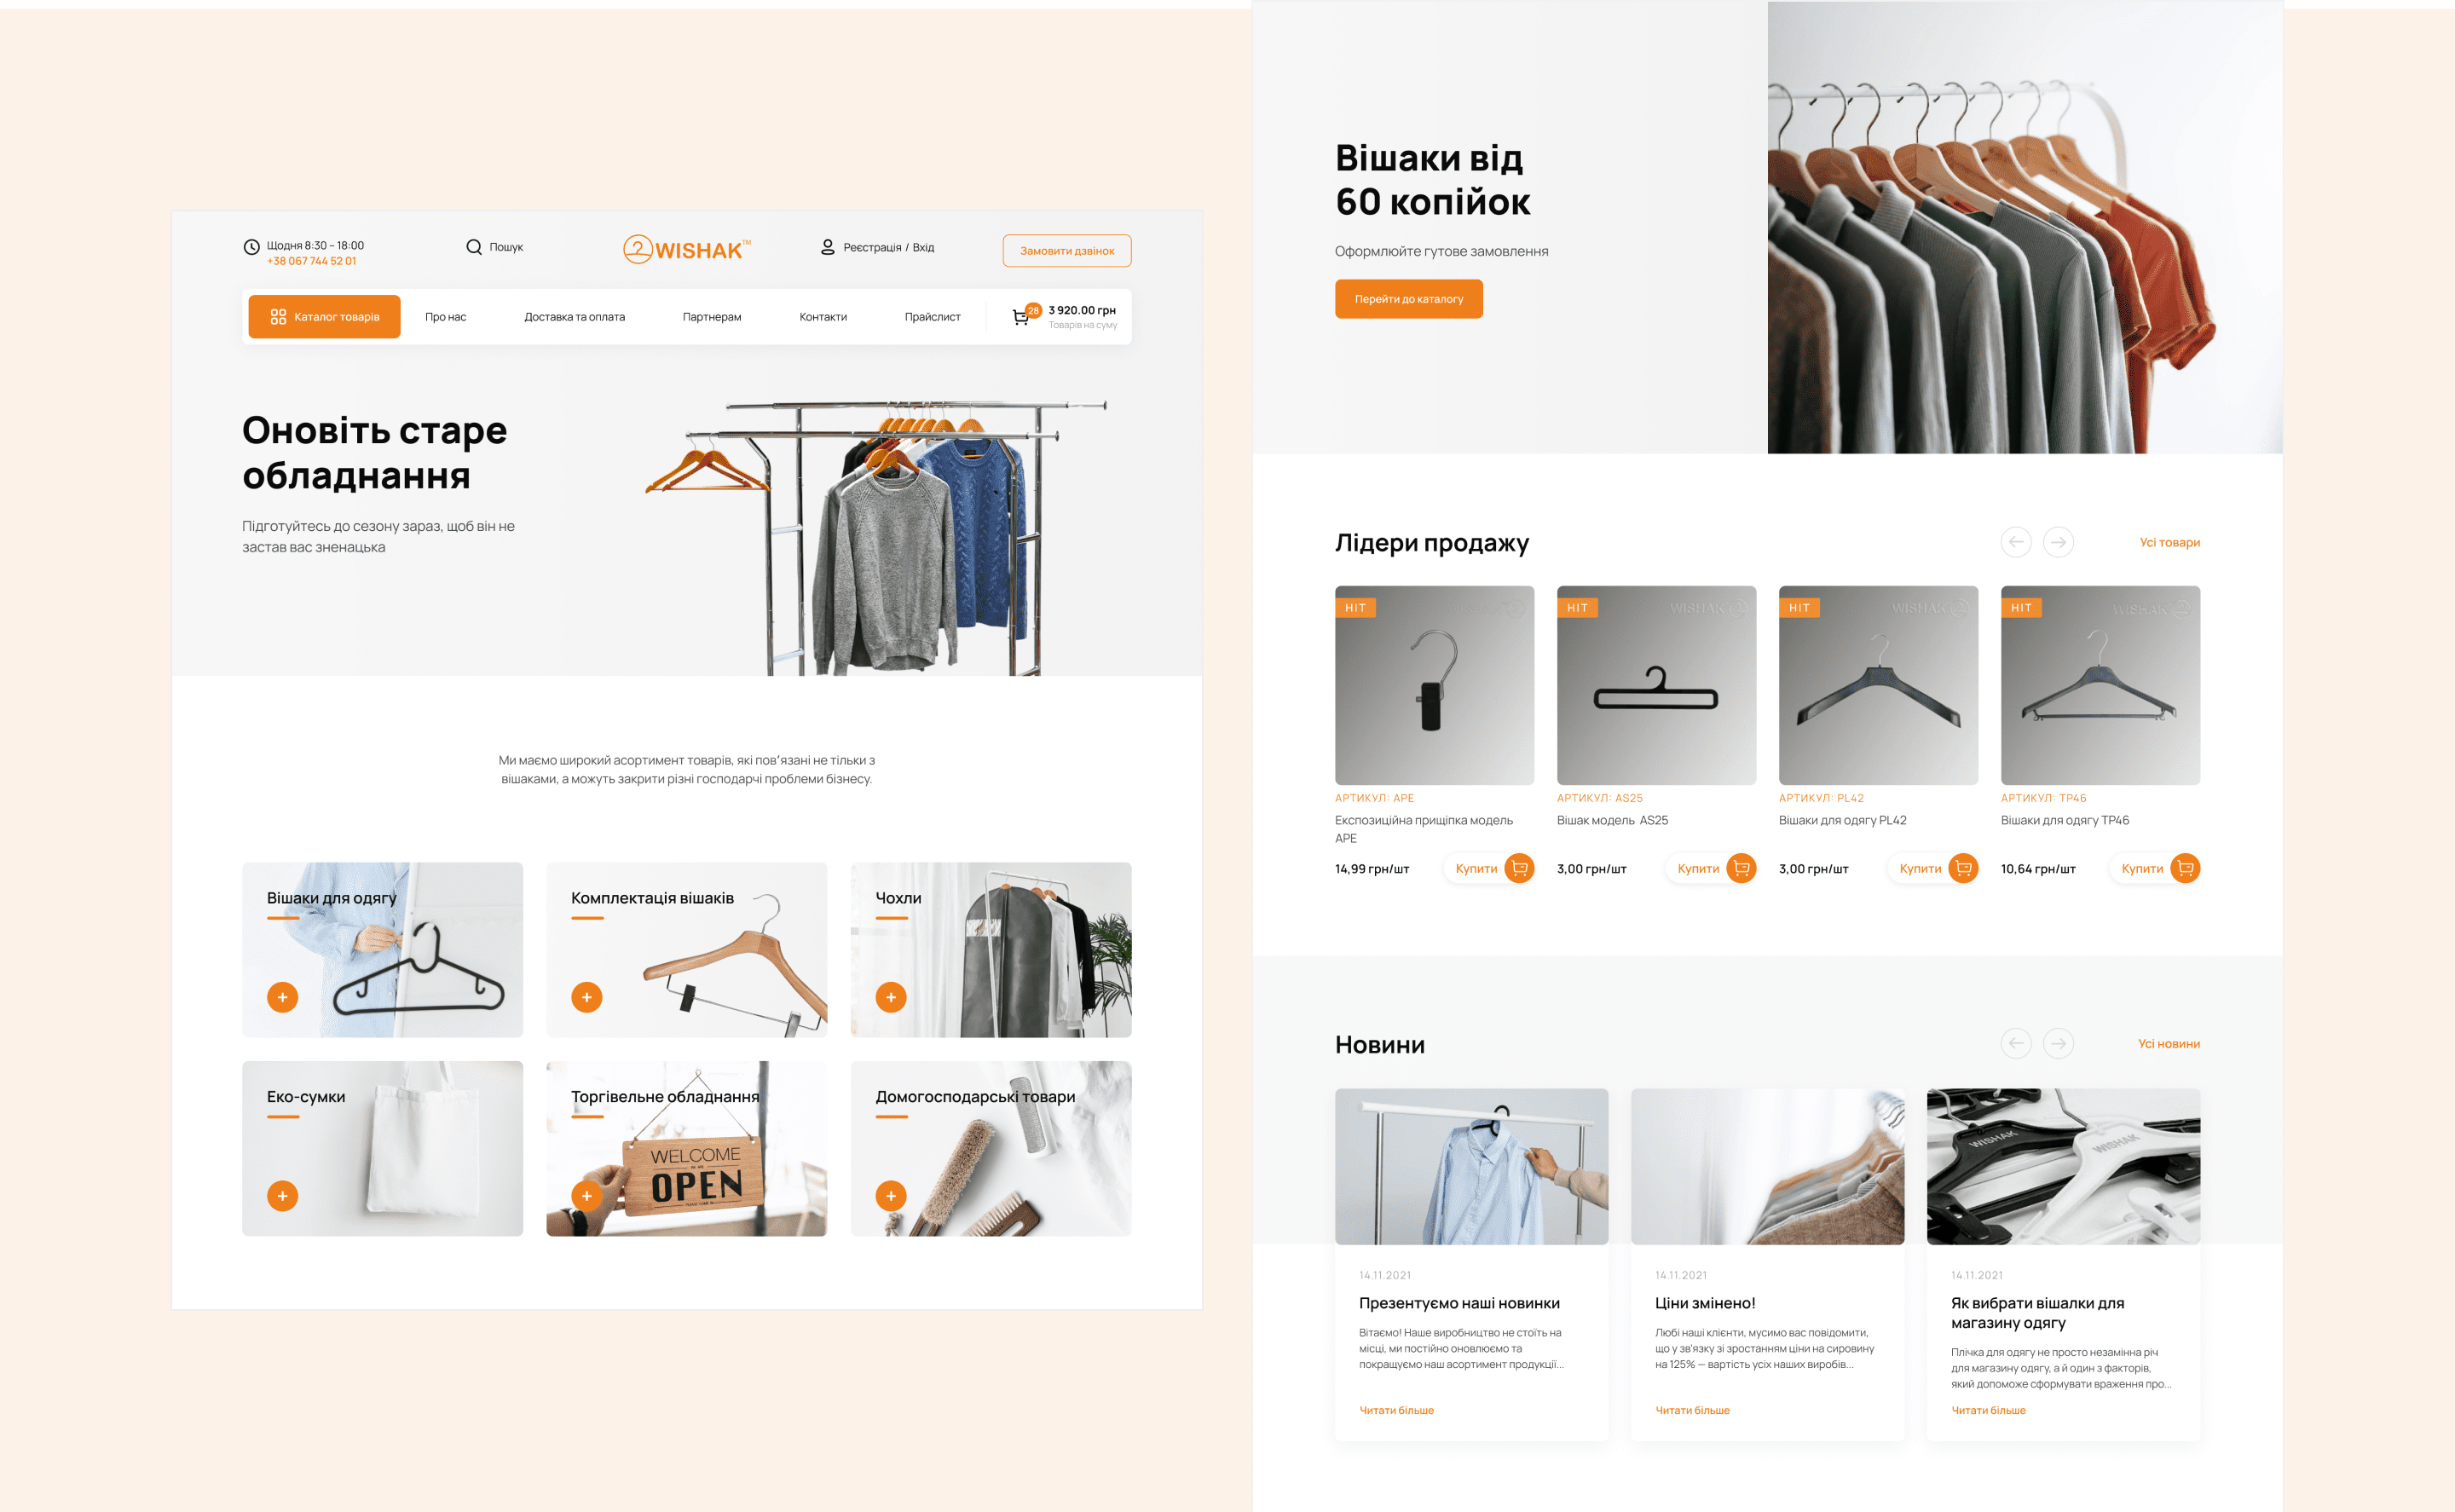 Щодня 8:30 – 18:00
+38 067 744 52 01
Пошук
WISHAK™
Реєстрація / Вхід
Замовити дзвінок
Каталог товарів
Про нас
Доставка та оплата
Партнерам
Контакти
Прайслист
28
3 920.00 грн
Товарів на суму
Оновіть старе
обладнання
Підготуйтесь до сезону зараз, щоб він не
застав вас зненацька
Ми маємо широкий асортимент товарів, які повʼязані не тільки з
вішаками, а можуть закрити різні господарчі проблеми бізнесу.
Вішаки для одягу
Комплектація вішаків
Чохли
Еко-сумки
Торгівельне обладнання
WELCOME
WE ARE
OPEN
PLEASE COME IN
Домогосподарські товари
Вішаки від
60 копійок
Оформлюйте гутове замовлення
Перейти до каталогу
Лідери продажу
Усі товари
HIT
HIT
WISHAK
HIT
WISHAK
HIT
WISHAK
АРТИКУЛ: APE
Експозиційна прищіпка модель
APE
14,99 грн/шт
Купити
АРТИКУЛ: AS25
Вішак модель AS25
3,00 грн/шт
Купити
АРТИКУЛ: PL42
Вішаки для одягу PL42
3,00 грн/шт
Купити
АРТИКУЛ: TP46
Вішаки для одягу TP46
10,64 грн/шт
Купити
Новини
Усі новини
WISHAK
WISHAK
14.11.2021
Презентуємо наші новинки
Вітаємо! Наше виробництво не стоїть на
місці, ми постійно оновлюємо та
покращуємо наш асортимент продукції...
Читати більше
14.11.2021
Ціни змінено!
Любі наші клієнти, мусимо вас повідомити,
що у зв'язку зі зростанням ціни на сировину
на 125% — вартість усіх наших виробів...
Читати більше
14.11.2021
Як вибрати вішалки для
магазину одягу
Плічка для одягу не просто незамінна річ
для магазину одягу, а й один з факторів,
який допоможе сформувати враження про...
Читати більше